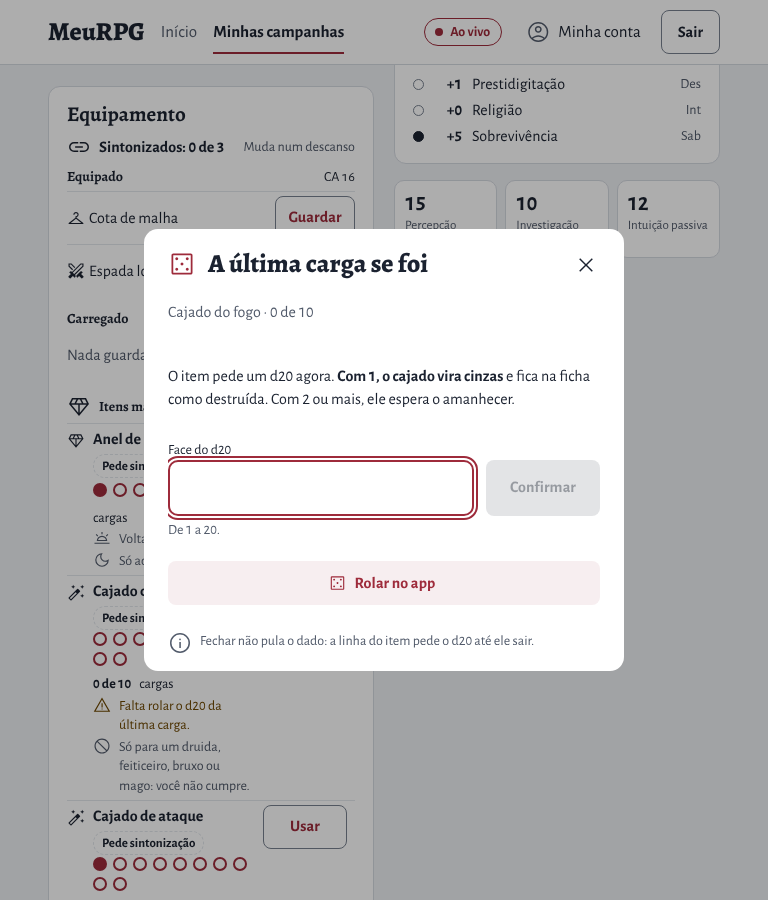 MeuRPG Início Minhas campanhas Ao vivo Minha conta Sair
Equipamento
Sintonizados: 0 de 3 Muda num descanso
Equipado CA 16
Cota de malha Guardar
Espada
Carregado
Nada
Itens
Anel de
Pede
cargas
Só
Cajado
Pede
0 de 10 cargas
Falta rolar o d20 da
última carga.
Só para um druida,
feiticeiro, bruxo ou
mago: você não cumpre.
Cajado de ataque Usar
Pede sintonização
+1 Prestidigitação Des
+0 Religião Int
+5 Sobrevivência Sab
15 10 12
Percepção Investigação Intuição passiva
A última carga se foi
Cajado do fogo · 0 de 10
O item pede um d20 agora. Com 1, o cajado vira cinzas e fica na ficha
como destruída. Com 2 ou mais, ele espera o amanhecer.
Face do d20
Confirmar
De 1 a 20.
Rolar no app
Fechar não pula o dado: a linha do item pede o d20 até ele sair.